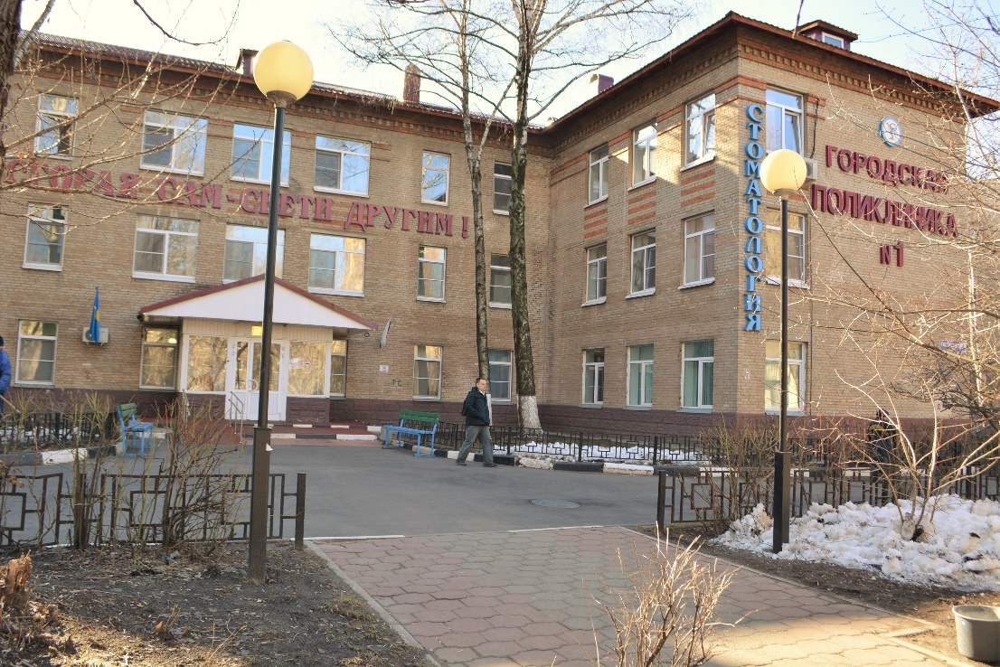 СГОРАЯ САМ - СВЕТИ ДРУГИМ !
СТОМАТОЛОГИЯ
ГОРОДСКАЯ
ПОЛИКЛИНИКА
№1